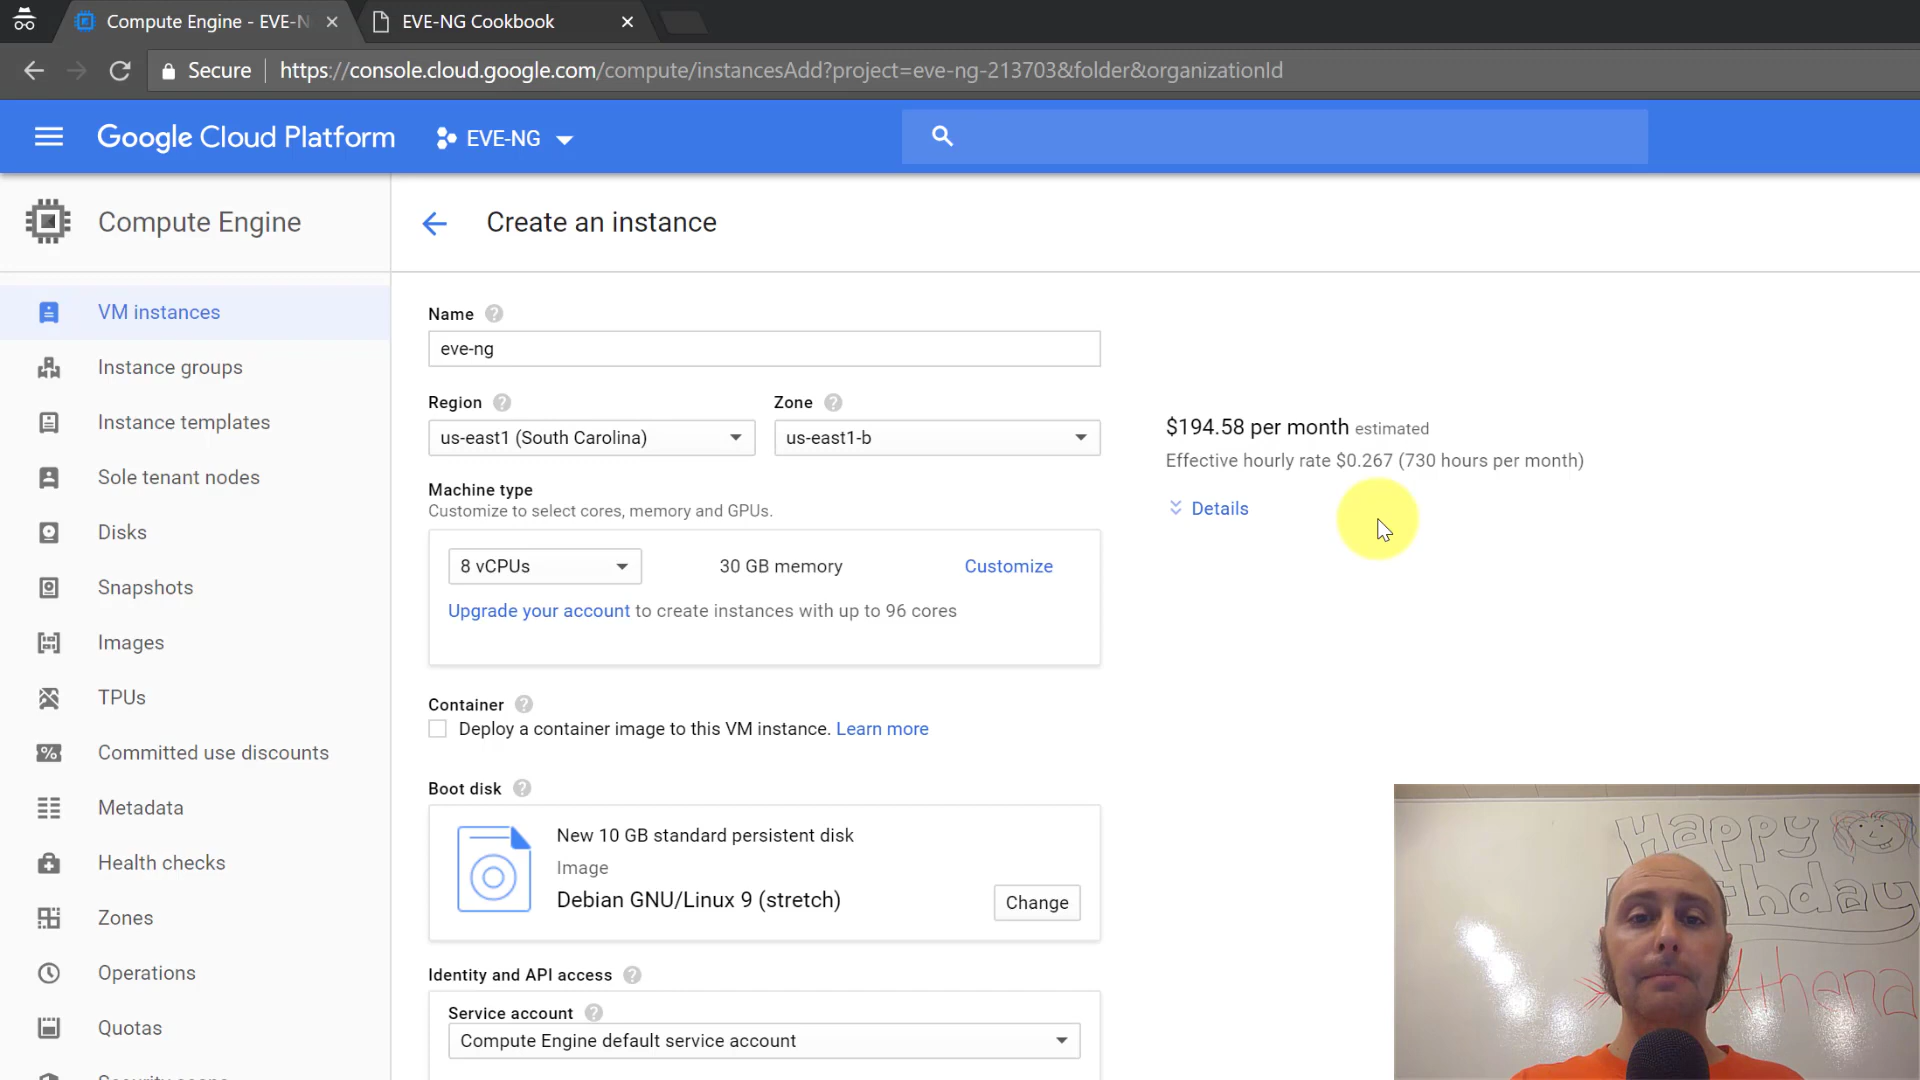 Compute Engine - EVE-N
EVE-NG Cookbook
Secure
https://console.cloud.google.com/compute/instancesAdd?project=eve-ng-213703&folder&organizationId
Google Cloud Platform
EVE-NG
Compute Engine
Create an instance
VM instances
Instance groups
Instance templates
Sole tenant nodes
Disks
Snapshots
Images
TPUs
Committed use discounts
Metadata
Health checks
Zones
Operations
Quotas
Name
eve-ng
Region
Zone
us-east1 (South Carolina)
us-east1-b
Machine type
Customize to select cores, memory and GPUs.
8 vCPUs
30 GB memory
Customize
Upgrade your account to create instances with up to 96 cores
Container
Deploy a container image to this VM instance. Learn more
Boot disk
New 10 GB standard persistent disk
Image
Debian GNU/Linux 9 (stretch)
Change
Identity and API access
Service account
Compute Engine default service account
$194.58 per month estimated
Effective hourly rate $0.267 (730 hours per month)
Details
Happy
Athena